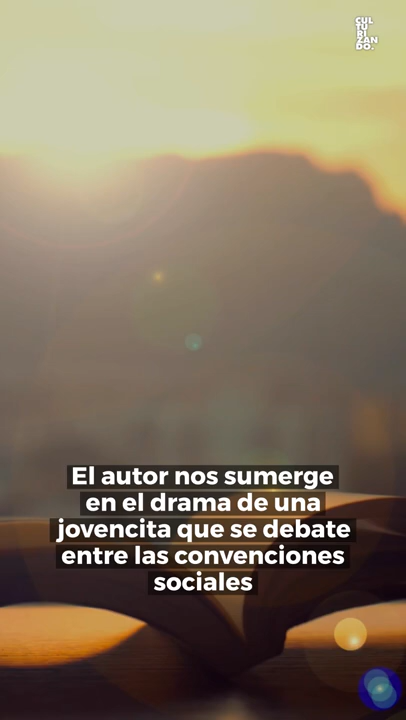 CUL
TU
RI
ZAN
DO.
El autor nos sumerge
en el drama de una
jovencita que se debate
entre las convenciones
sociales